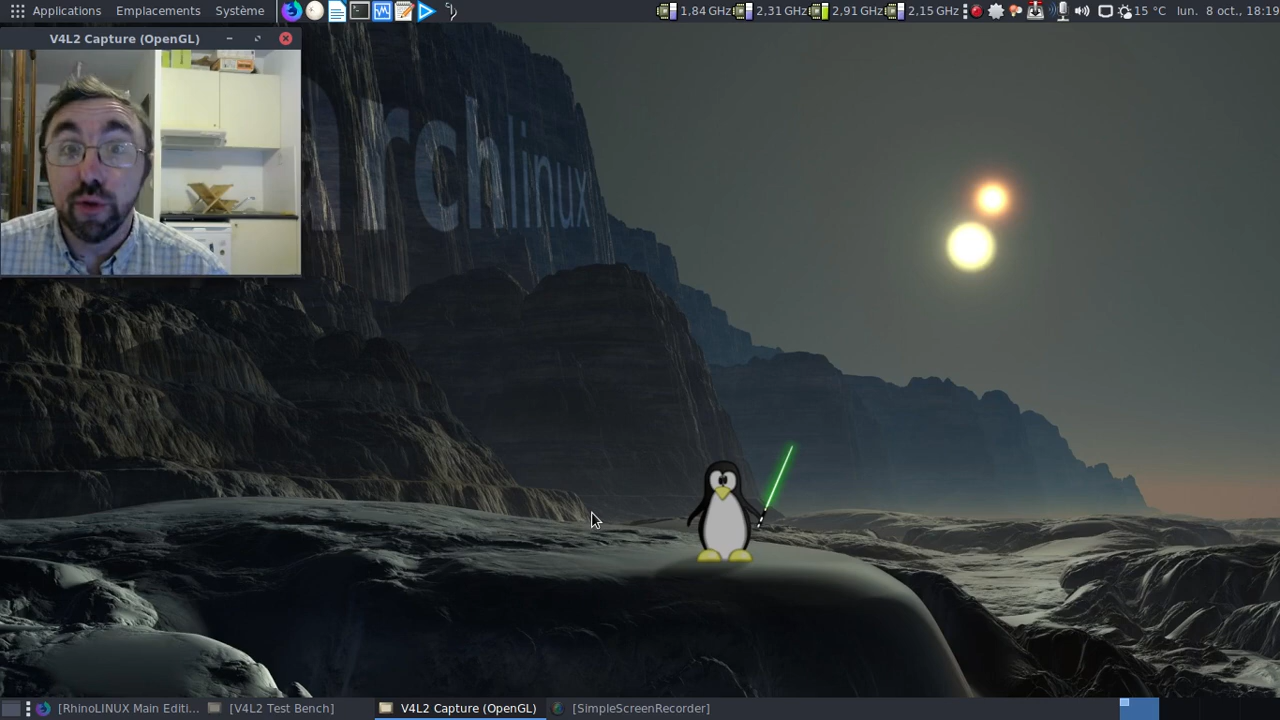 Applications Emplacements Système 1,84 GHz 2,31 GHz 2,91 GHz 2,15 GHz 15 °C lun. 8 oct., 18:19
V4L2 Capture (OpenGL)
archlinux
[RhinoLINUX Main Editi... [V4L2 Test Bench] V4L2 Capture (OpenGL) [SimpleScreenRecorder]